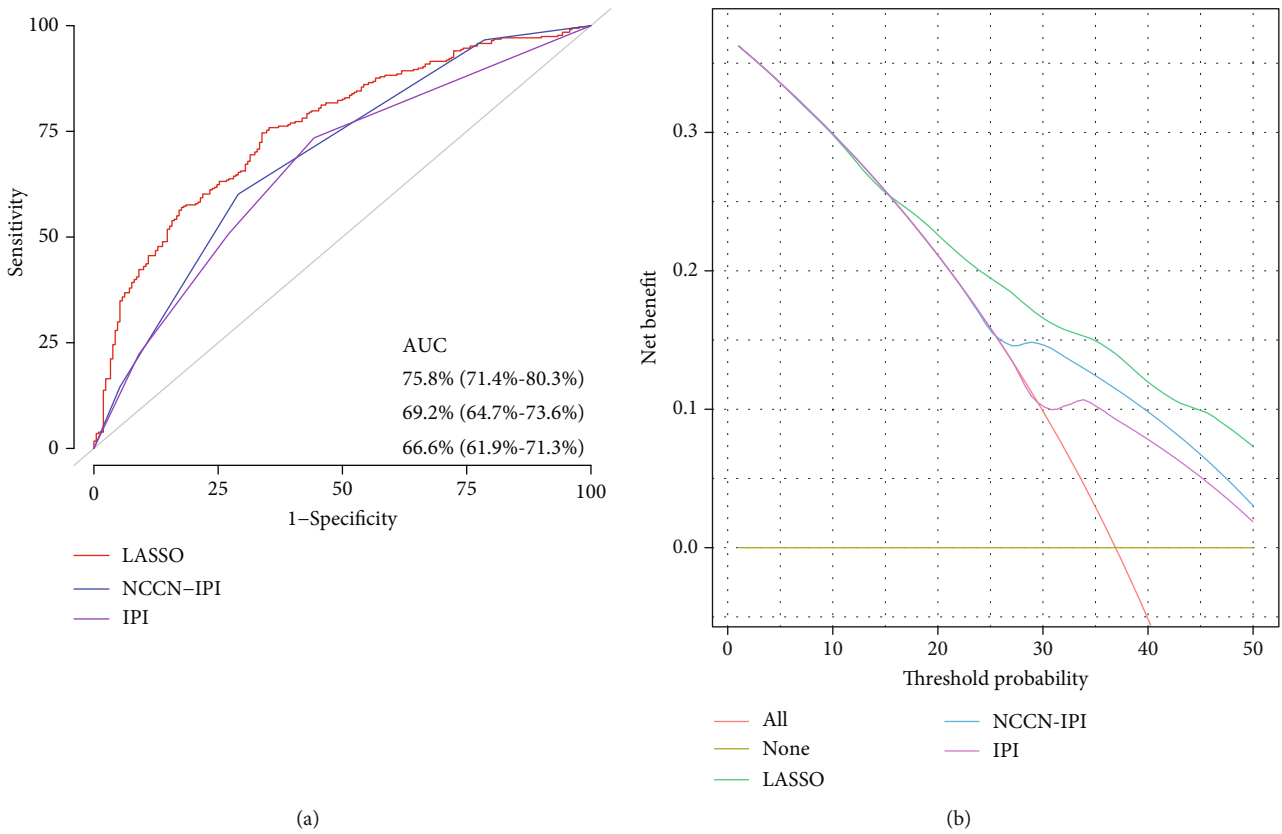 100
75
50
25
0
Sensitivity
AUC
75.8% (71.4%-80.3%)
69.2% (64.7%-73.6%)
66.6% (61.9%-71.3%)
0 25 50 75 100
1−Specificity
LASSO
NCCN−IPI
IPI
(a)
0.3
0.2
0.1
0.0
Net benefit
0 10 20 30 40 50
Threshold probability
All
None
LASSO
NCCN-IPI
IPI
(b)